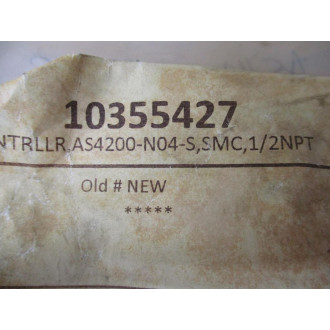 10355427
NTRLLR AS4200-N04-S,SMC,1/2NPT
Old # NEW
*****